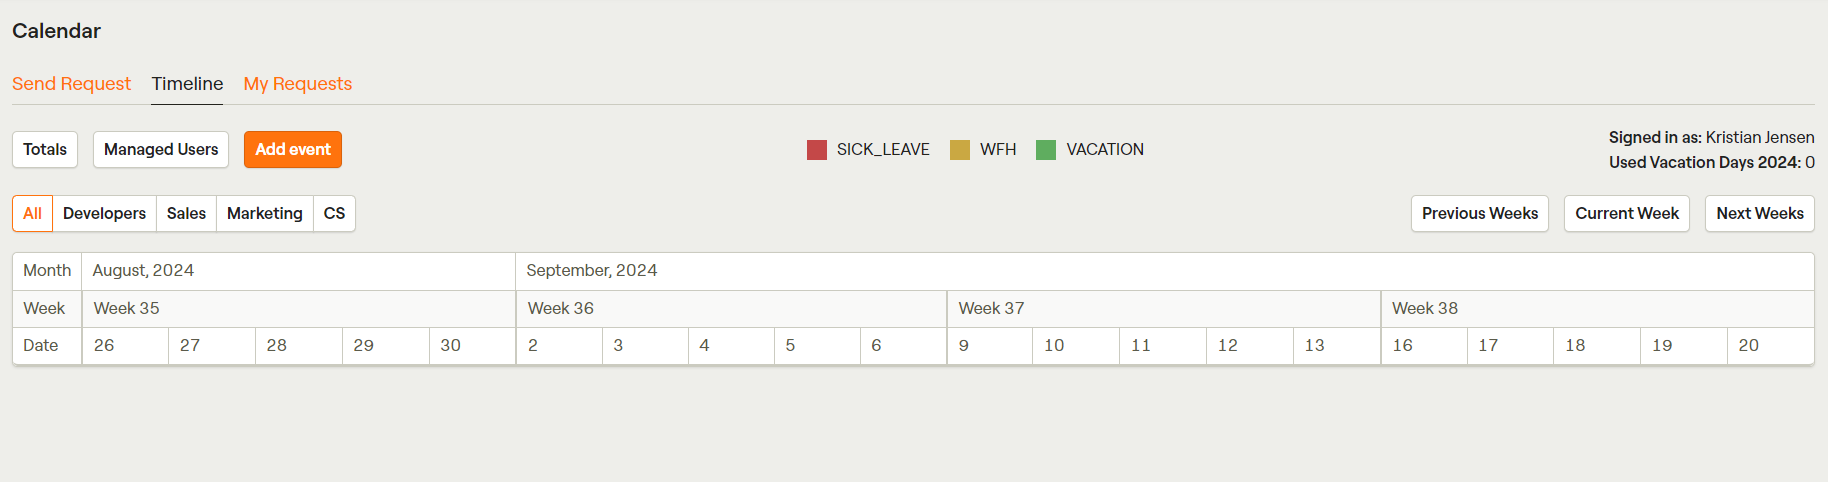 Calendar
Send Request Timeline My Requests
Totals Managed Users Add event SICK_LEAVE WFH VACATION Signed in as: Kristian Jensen
Used Vacation Days 2024: 0
All Developers Sales Marketing CS Previous Weeks Current Week Next Weeks
Month August, 2024 September, 2024
Week Week 35 Week 36 Week 37 Week 38
Date 26 27 28 29 30 2 3 4 5 6 9 10 11 12 13 16 17 18 19 20